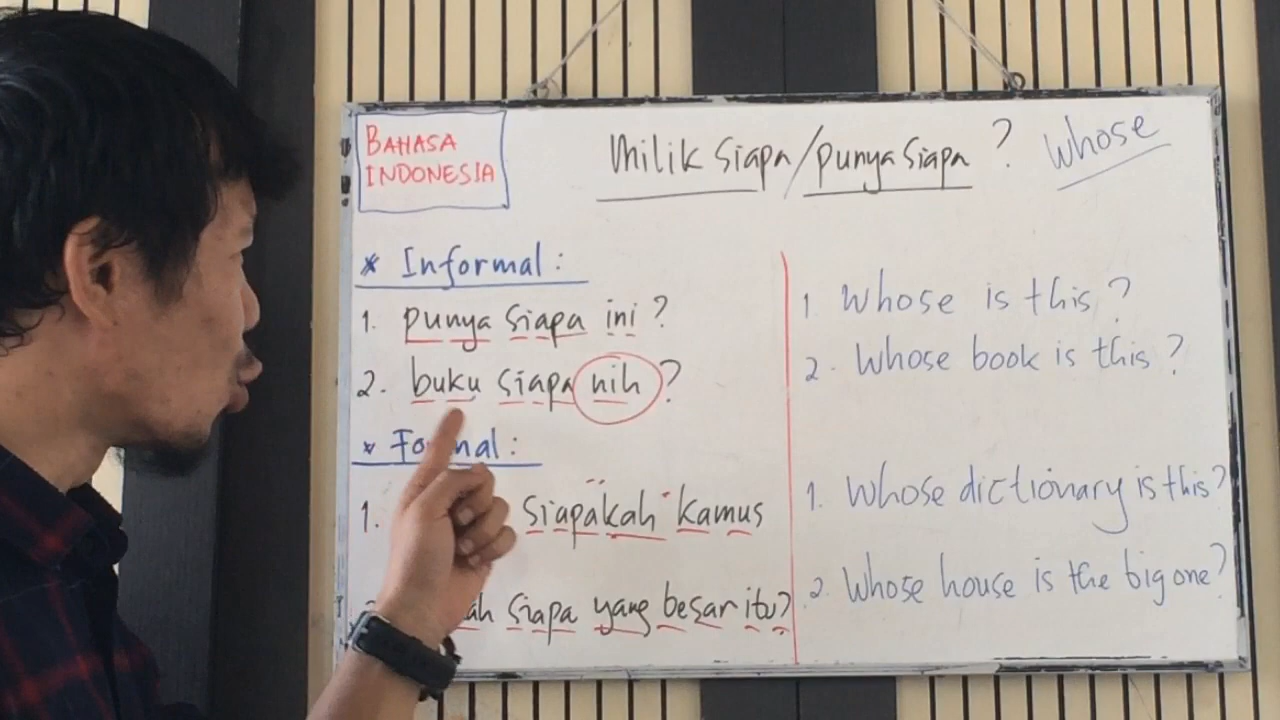 BAHASA
INDONESIA
Milik siapa/punya siapa ? Whose
* Informal :
1. punya siapa ini ?
2. buku siapa nih ?
* Formal :
1. siapakah kamus
siapa yang besar itu?
1 Whose is this ?
2. Whose book is this ?
1. Whose dictionary is this?
2. Whose house is the big one?